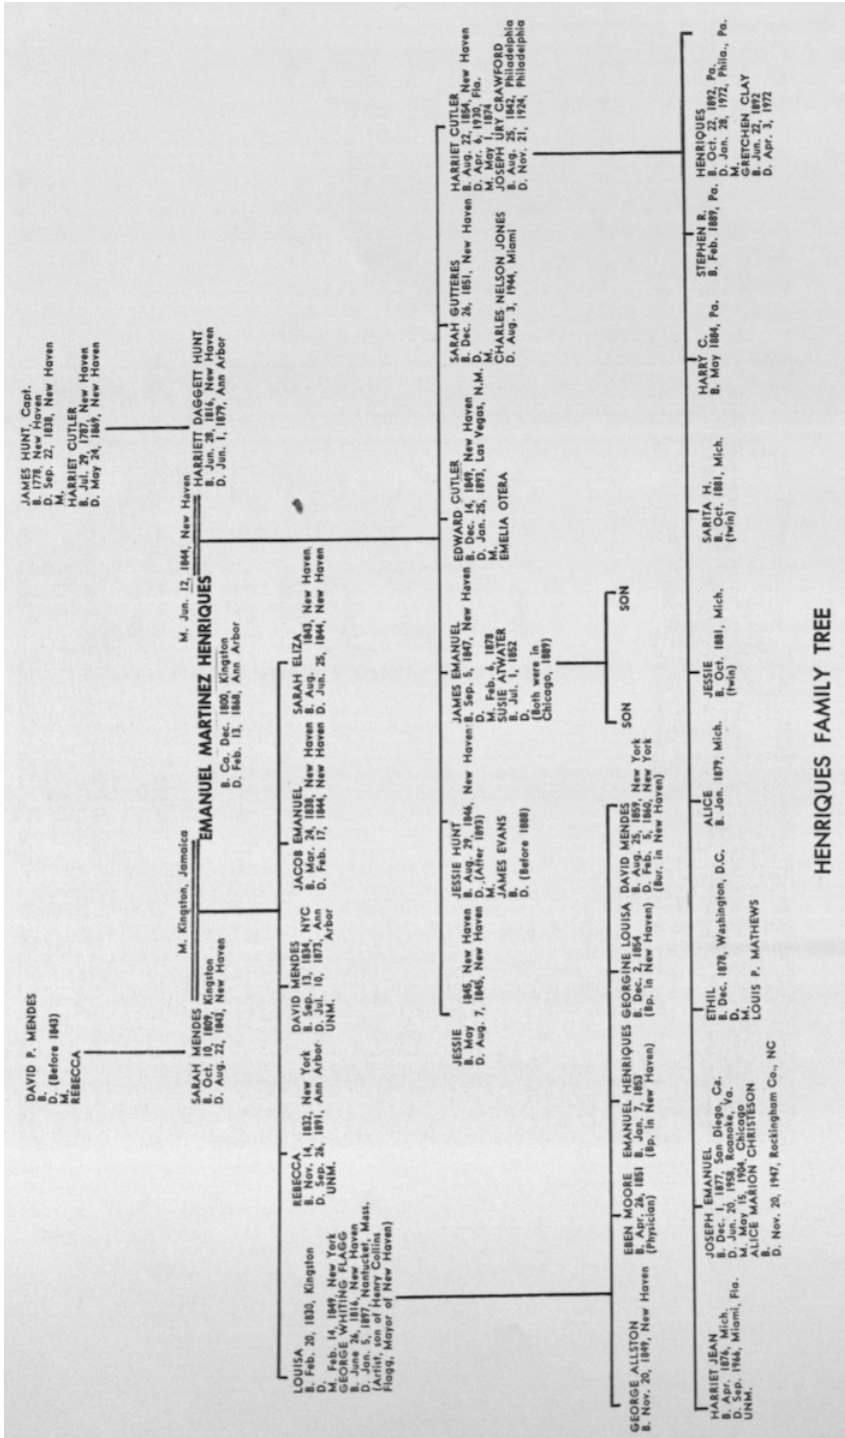 DAVID P. MENDES
B.
D. (Before 1843)
M.
REBECCA
JAMES HUNT, Capt.
B. 1778, New Haven
D. Sep. 22, 1838, New Haven
M.
HARRIET CUTLER
B. Jul. 29, 1787, New Haven
D. May 24, 1869, New Haven
SARAH MENDES
B. Oct. 10, 1809, Kingston
D. Aug. 22, 1843, New Haven
M. Kingston, Jamaica
EMANUEL MARTINEZ HENRIQUES
B. Ca. Dec. 1800, Kingston
D. Feb. 13, 1868, Ann Arbor
M. Jun. 12, 1844, New Haven
HARRIETT DAGGETT HUNT
B. Jun. 28, 1816, New Haven
D. Jun. 1, 1879, Ann Arbor
LOUISA
B. Feb. 20, 1830, Kingston
D.
M. Feb. 14, 1849, New York
GEORGE WHITING FLAGG
B. June 26, 1816, New Haven
D. Jan. 5, 1897, Nantucket, Mass.
(Artist, son of Henry Collins
Flagg, Mayor of New Haven)
REBECCA
B. Nov. 14, 1832, New York
D. Sep. 26, 1891, Ann Arbor
UNM.
DAVID MENDES
B. Sep. 13, 1834, NYC
D. Jul. 10, 1873, Ann
Arbor
UNM.
JACOB EMANUEL
B. Mar. 24, 1838, New Haven
D. Feb. 17, 1844, New Haven
SARAH ELIZA
B. Aug. 1843, New Haven
D. Jun. 25, 1844, New Haven
JESSIE
B. May 1845, New Haven
D. Aug. 7, 1845, New Haven
JESSIE HUNT
B. Aug. 29, 1846, New Haven
D. (After 1893)
M.
JAMES EVANS
B.
D. (Before 1888)
JAMES EMANUEL
B. Sep. 5, 1847, New Haven
D.
M. Feb. 6, 1878
SUSIE ATWATER
B. Jul. 1, 1852
D.
(Both were in
Chicago, 1889)
EDWARD CUTLER
B. Dec. 14, 1849, New Haven
D. Jan. 25, 1893, Las Vegas, N.M.
M.
EMELIA OTERA
SARAH GUTTERES
B. Dec. 26, 1851, New Haven
D.
M.
CHARLES NELSON JONES
D. Aug. 3, 1944, Miami
HARRIET CUTLER
B. Aug. 22, 1854, New Haven
D. Apr. 6, 1930, Fla.
M. May 1, 1874
JOSEPH URY CRAWFORD
B. Aug. 25, 1842, Philadelphia
D. Nov. 21, 1924, Philadelphia
SON
SON
GEORGE ALLSTON
B. Nov. 20, 1849, New Haven
EBEN MOORE
B. Apr. 26, 1851
(Physician)
EMANUEL HENRIQUES
B. Jan. 7, 1853
(Bp. in New Haven)
GEORGINE LOUISA
B. Dec. 2, 1854
(Bp. in New Haven)
DAVID MENDES
B. Aug. 25, 1859, New York
D. Feb. 5, 1860, New York
(Bur. in New Haven)
HARRIET JEAN
B. Apr. 1876, Mich.
D. Sep. 1966, Miami, Fla.
UNM.
JOSEPH EMANUEL
B. Dec. 1, 1877, San Diego, Ca.
D. Jun. 20, 1958, Roanoke, Va.
M. May 15, 1904, Chicago
ALICE MARION CHRISTESON
B.
D. Nov. 20, 1947, Rockingham Co., NC
ETHIL
B. Dec. 1878, Washington, D.C.
D.
M.
LOUIS P. MATHEWS
ALICE
B. Jan. 1879, Mich.
JESSIE
B. Oct. 1881, Mich.
(twin)
SARITA H.
B. Oct. 1881, Mich.
(twin)
HARRY C.
B. May 1884, Pa.
STEPHEN R.
B. Feb. 1889, Pa.
HENRIQUES
B. Oct. 22, 1892, Pa.
D. Jan. 28, 1972, Phila., Pa.
M.
GRETCHEN CLAY
B. Jun. 22, 1892
D. Apr. 3, 1972
HENRIQUES FAMILY TREE